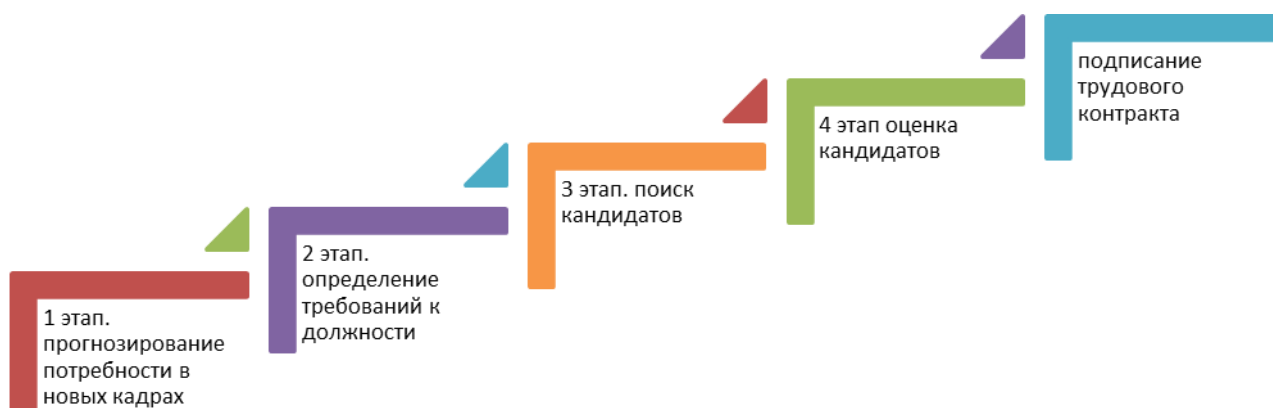 1 этап.
прогнозирование
потребности в
новых кадрах
2 этап.
определение
требований к
должности
3 этап. поиск
кандидатов
4 этап оценка
кандидатов
подписание
трудового
контракта